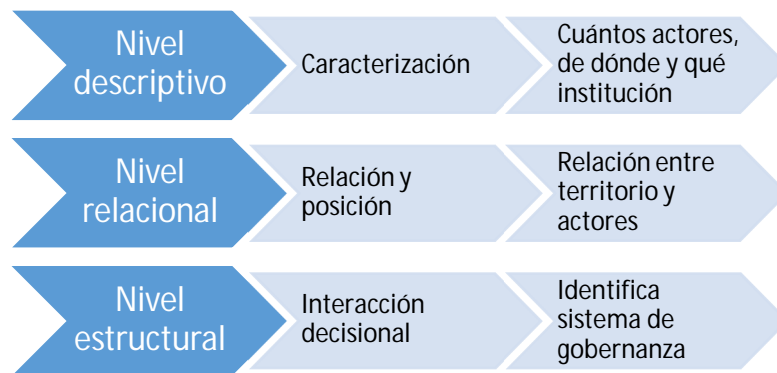 Nivel
descriptivo
Caracterización
Cuántos actores,
de dónde y qué
institución
Nivel
relacional
Relación y
posición
Relación entre
territorio y
actores
Nivel
estructural
Interacción
decisional
Identifica
sistema de
gobernanza